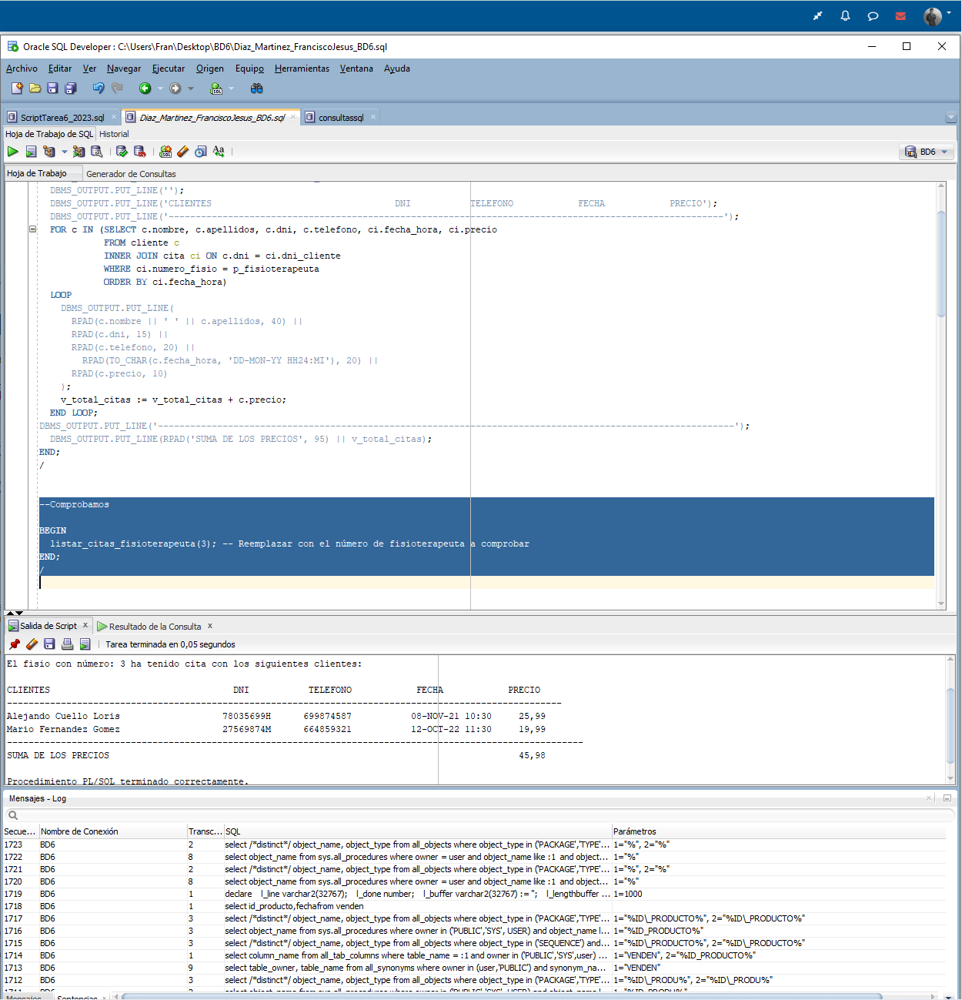 Oracle SQL Developer : C:\Users\Fran\Desktop\BD6\Diaz_Martinez_FranciscoJesus_BD6.sql
Archivo Editar Ver Navegar Ejecutar Origen Equipo Herramientas Ventana Ayuda
ScriptTarea6_2023.sql Diaz_Martinez_FranciscoJesus_BD6.sql consultassql
Hoja de Trabajo de SQL Historial
BD6
Hoja de Trabajo Generador de Consultas
DBMS_OUTPUT.PUT_LINE('');
DBMS_OUTPUT.PUT_LINE('CLIENTES DNI TELEFONO FECHA PRECIO');
DBMS_OUTPUT.PUT_LINE('-------------------------------------------------------------------------------------------------------');
FOR c IN (SELECT c.nombre, c.apellidos, c.dni, c.telefono, ci.fecha_hora, ci.precio
FROM cliente c
INNER JOIN cita ci ON c.dni = ci.dni_cliente
WHERE ci.numero_fisio = p_fisioterapeuta
ORDER BY ci.fecha_hora)
LOOP
DBMS_OUTPUT.PUT_LINE(
RPAD(c.nombre || ' ' || c.apellidos, 40) ||
RPAD(c.dni, 15) ||
RPAD(c.telefono, 20) ||
RPAD(TO_CHAR(c.fecha_hora, 'DD-MON-YY HH24:MI'), 20) ||
RPAD(c.precio, 10)
);
v_total_citas := v_total_citas + c.precio;
END LOOP;
DBMS_OUTPUT.PUT_LINE('-----------------------------------------------------------------------------------------------------------');
DBMS_OUTPUT.PUT_LINE(RPAD('SUMA DE LOS PRECIOS', 95) || v_total_citas);
END;
/
--Comprobamos
BEGIN
listar_citas_fisioterapeuta(3); -- Reemplazar con el número de fisioterapeuta a comprobar
END;
/
Salida de Script x Resultado de la Consulta x
Tarea terminada en 0,05 segundos
El fisio con número: 3 ha tenido cita con los siguientes clientes:
CLIENTES DNI TELEFONO FECHA PRECIO
-------------------------------------------------------------------------------------------------------
Alejando Cuello Loris 78035699H 699874587 08-NOV-21 10:30 25,99
Mario Fernandez Gomez 27569874M 664859321 12-OCT-22 11:30 19,99
-----------------------------------------------------------------------------------------------------------
SUMA DE LOS PRECIOS 45,98
Procedimiento PL/SQL terminado correctamente.
Mensajes - Log
Secue... Nombre de Conexión Transc... SQL Parámetros
1723 BD6 2 select /*distinct*/ object_name, object_type from all_objects where object_type in ('PACKAGE','TYPE'... 1="%", 2="%"
1722 BD6 8 select object_name from sys.all_procedures where owner = user and object_name like :1 and object... 1="%"
1721 BD6 2 select /*distinct*/ object_name, object_type from all_objects where object_type in ('PACKAGE','TYPE'... 1="%", 2="%"
1720 BD6 8 select object_name from sys.all_procedures where owner = user and object_name like :1 and object... 1="%"
1719 BD6 1 declare l_line varchar2(32767); l_done number; l_buffer varchar2(32767) := ''; l_lengthbuffer ... 1=1000
1718 BD6 1 select id_producto,fechafrom venden
1717 BD6 3 select /*distinct*/ object_name, object_type from all_objects where object_type in ('PACKAGE','TYPE'... 1="%ID\_PRODUCTO%", 2="%ID\_PRODUCTO%"
1716 BD6 3 select object_name from sys.all_procedures where owner in ('PUBLIC','SYS', USER) and object_name l... 1="%ID_PRODUCTO%"
1715 BD6 3 select /*distinct*/ object_name, object_type from all_objects where object_type in ('SEQUENCE') and... 1="%ID\_PRODUCTO%", 2="%ID\_PRODUCTO%"
1714 BD6 1 select column_name from all_tab_columns where table_name = :1 and owner in ('PUBLIC','SYS',user) ... 1="VENDEN", 2="%ID_PRODUCTO%"
1713 BD6 9 select table_owner, table_name from all_synonyms where owner in (user,'PUBLIC') and synonym_na... 1="VENDEN"
1712 BD6 3 select /*distinct*/ object_name, object_type from all_objects where object_type in ('PACKAGE','TYPE'... 1="%ID\_PRODU%", 2="%ID\_PRODU%"
Mensajes Sentencias